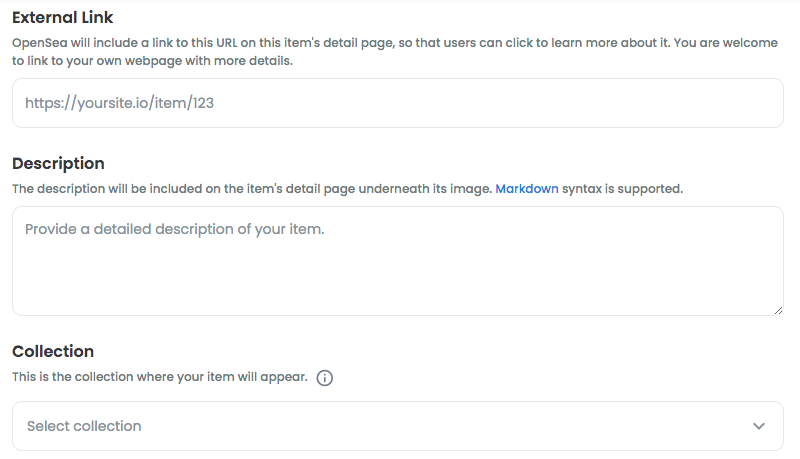 External Link
OpenSea will include a link to this URL on this item's detail page, so that users can click to learn more about it. You are welcome
to link to your own webpage with more details.
https://yoursite.io/item/123
Description
The description will be included on the item's detail page underneath its image. Markdown syntax is supported.
Provide a detailed description of your item.
Collection
This is the collection where your item will appear.
Select collection